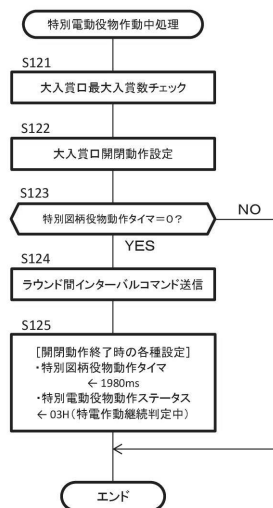 特別電動役物作動中処理
S121
大入賞口最大入賞数チェック
S122
大入賞口開閉動作設定
S123
特別図柄役物動作タイマ=0?
NO
YES
S124
ラウンド間インターバルコマンド送信
S125
[開閉動作終了時の各種設定]
・特別図柄役物動作タイマ
← 1980ms
・特別電動役物動作ステータス
← 03H(特電作動継続判定中)
エンド